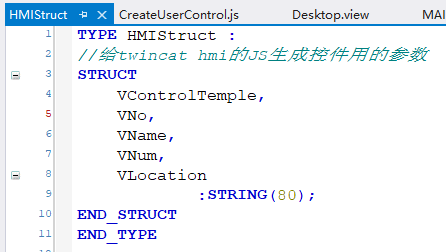 HMIStruct CreateUserControl.js Desktop.view MAI
1 TYPE HMIStruct :
2 //给twincat hmi的JS生成控件用的参数
3 STRUCT
4 VControlTemple,
5 VNo,
6 VName,
7 VNum,
8 VLocation
9 :STRING(80);
10 END_STRUCT
11 END_TYPE